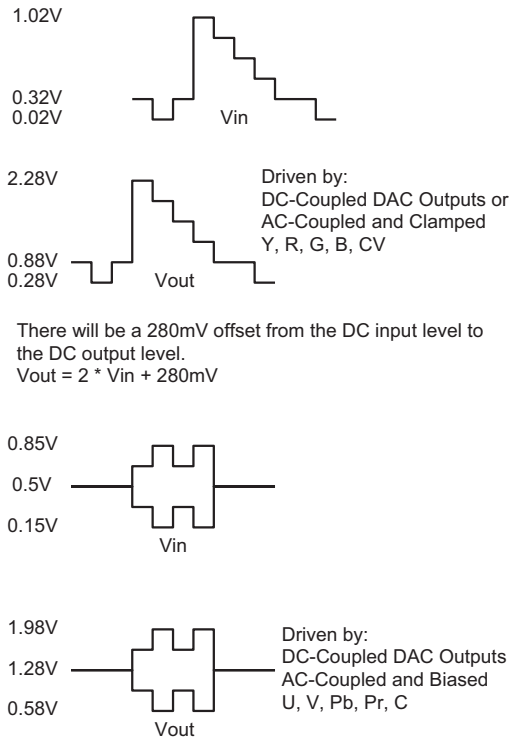 1.02V
0.32V
0.02V
Vin
2.28V
0.88V
0.28V
Vout
Driven by:
DC-Coupled DAC Outputs or
AC-Coupled and Clamped
Y, R, G, B, CV
There will be a 280mV offset from the DC input level to
the DC output level.
Vout = 2 * Vin + 280mV
0.85V
0.5V
0.15V
Vin
1.98V
1.28V
0.58V
Vout
Driven by:
DC-Coupled DAC Outputs
AC-Coupled and Biased
U, V, Pb, Pr, C